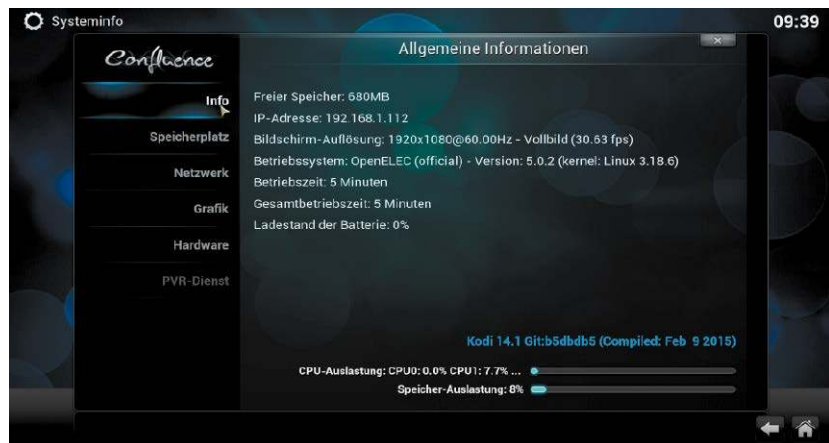 Systeminfo
09:39
Confluence
Allgemeine Informationen
Info
Speicherplatz
Netzwerk
Grafik
Hardware
PVR-Dienst
Freier Speicher: 680MB
IP-Adresse: 192.168.1.112
Bildschirm-Auflösung: 1920x1080@60.00Hz - Vollbild (30.63 fps)
Betriebssystem: OpenELEC (official) - Version: 5.0.2 (kernel: Linux 3.18.6)
Betriebszeit: 5 Minuten
Gesamtbetriebszeit: 5 Minuten
Ladestand der Batterie: 0%
Kodi 14.1 Git:b5dbdb5 (Compiled: Feb 9 2015)
CPU-Auslastung: CPU0: 0.0% CPU1: 7.7% ...
Speicher-Auslastung: 8%